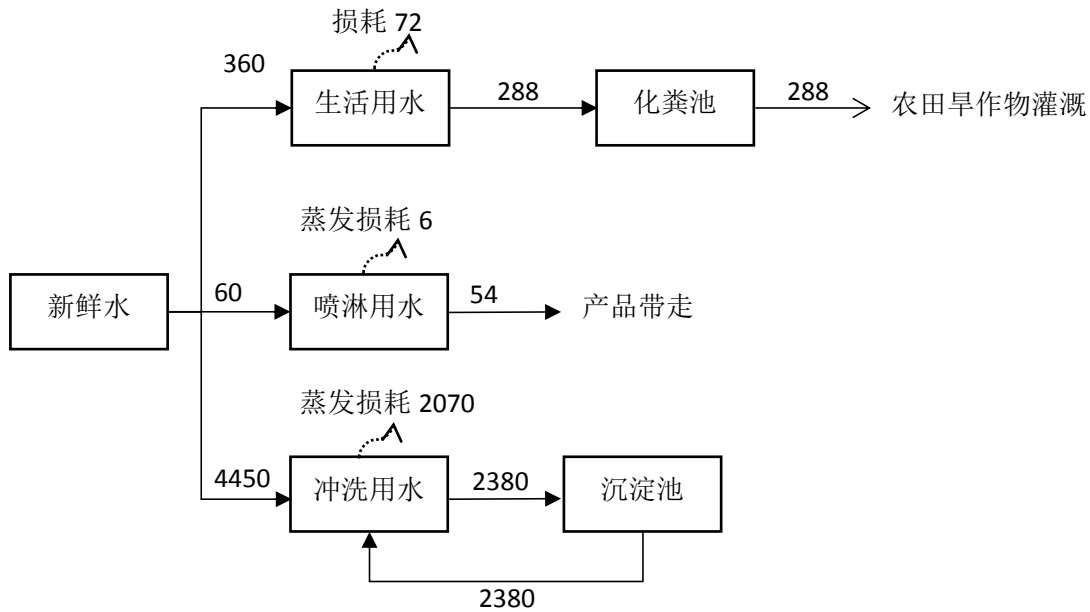 损耗 72
360
生活用水
288
化粪池
288
农田旱作物灌溉
蒸发损耗 6
新鲜水
60
喷淋用水
54
产品带走
蒸发损耗 2070
4450
冲洗用水
2380
沉淀池
2380